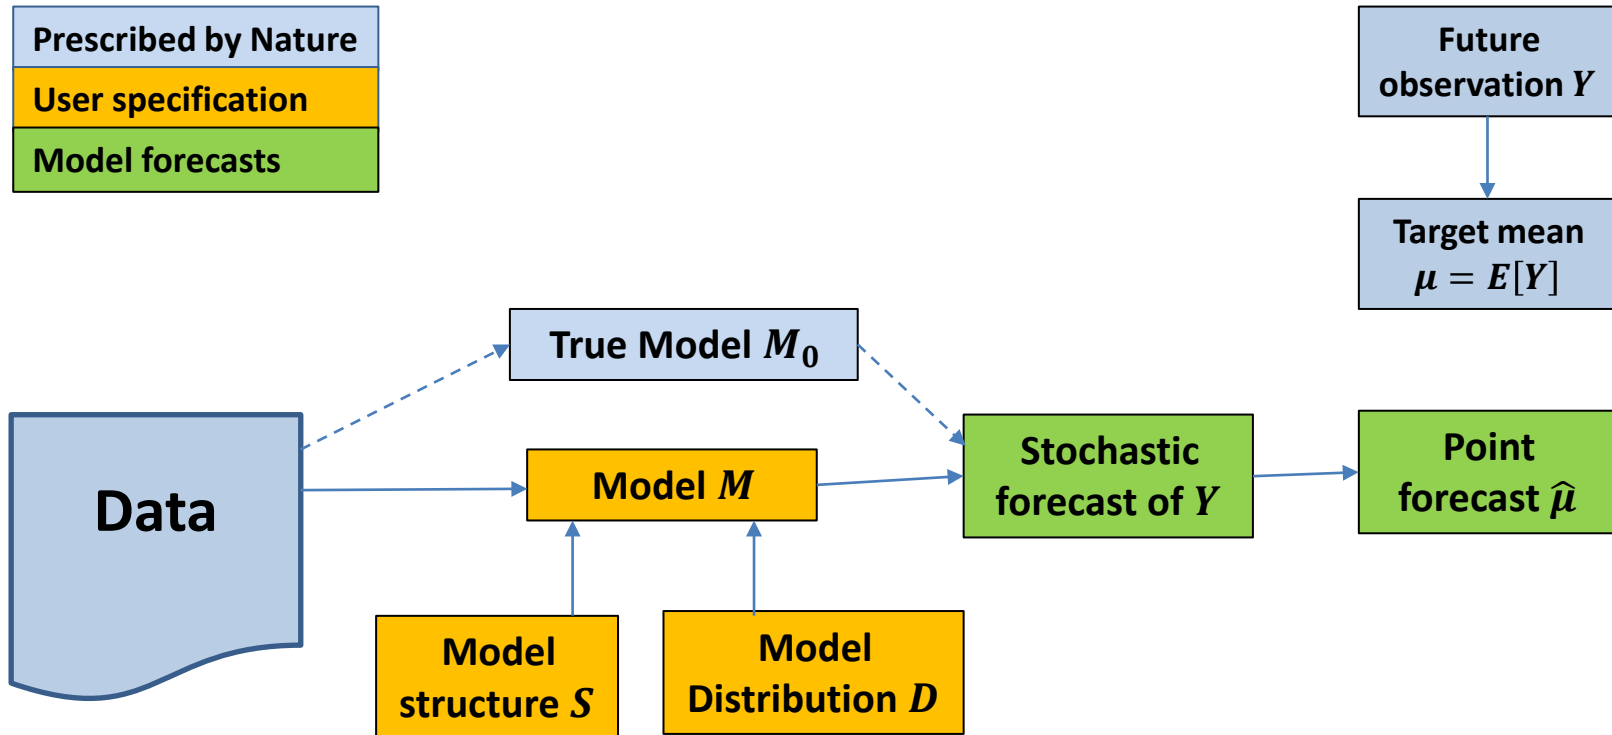 Prescribed by Nature
User specification
Model forecasts
Future
observation Y
Target mean
μ = E[Y]
True Model M₀
Data
Model M
Stochastic
forecast of Y
Point
forecast μ̂
Model
structure S
Model
Distribution D